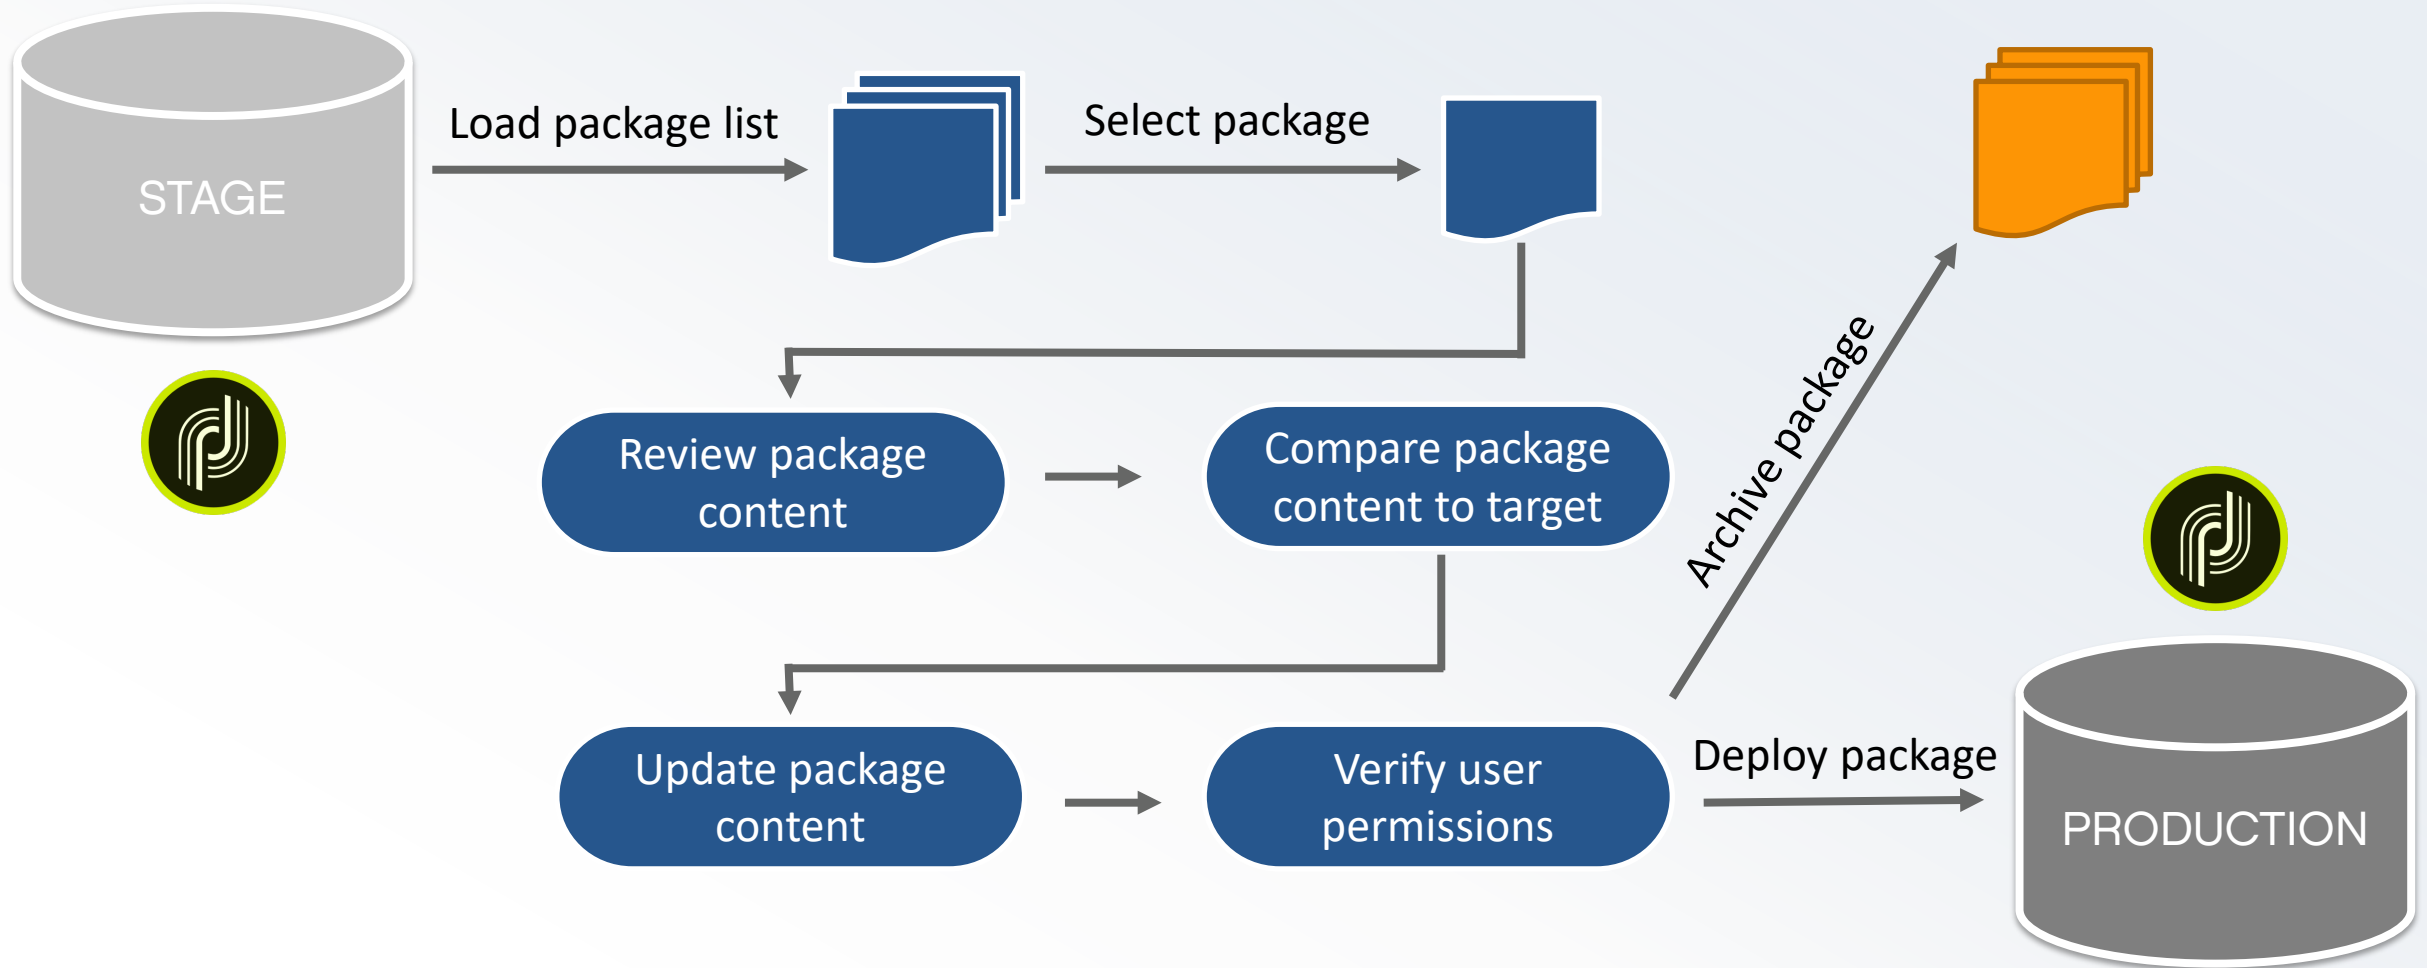 Load package list
Select package
STAGE
Archive package
Review package
content
Compare package
content to target
Update package
content
Verify user
permissions
Deploy package
PRODUCTION